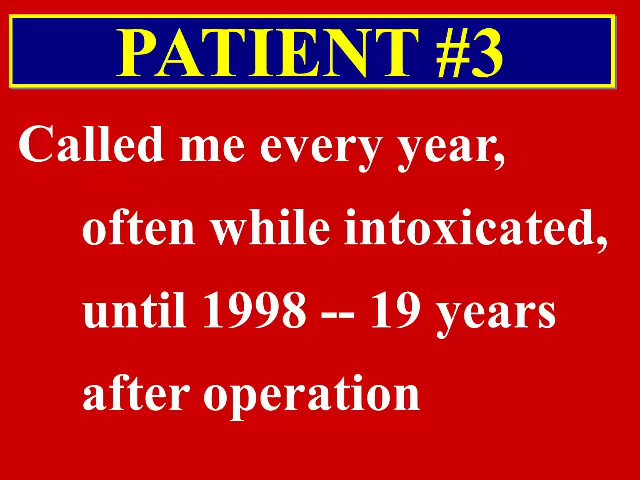 PATIENT #3
Called me every year,
often while intoxicated,
until 1998 -- 19 years
after operation